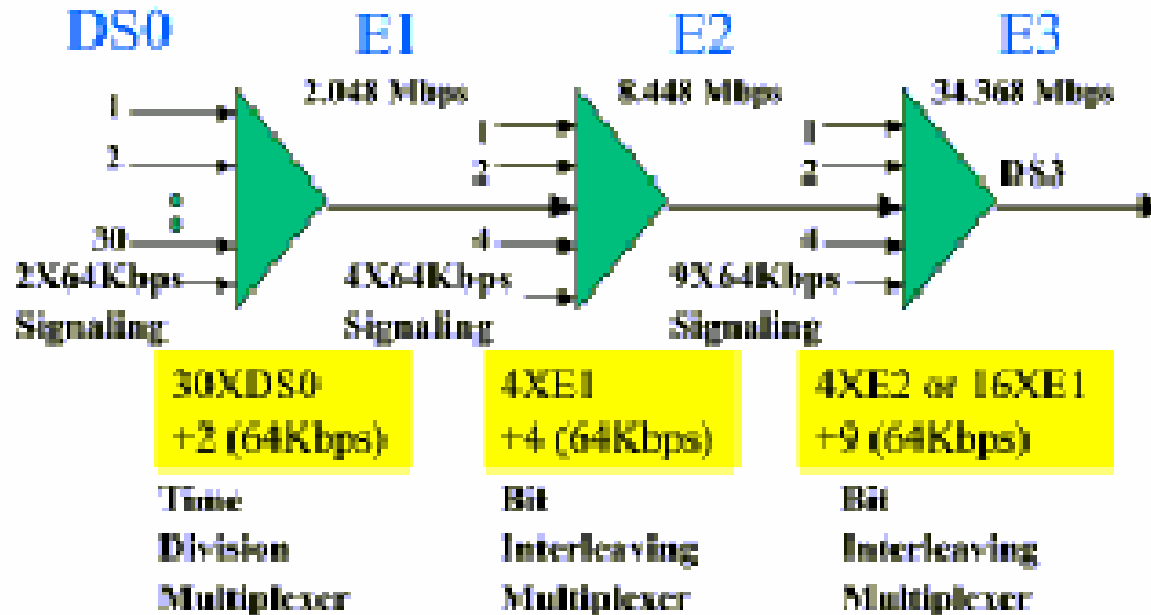 DS0 E1 E2 E3
2.048 Mbps 8.448 Mbps 34.368 Mbps
1 1 1
2 2 2
DS3
30 4 4
2X64Kbps 4X64Kbps 9X64Kbps
Signaling Signaling Signaling
30XDS0
+2 (64Kbps)
4XE1
+4 (64Kbps)
4XE2 or 16XE1
+9 (64Kbps)
Time
Division
Multiplexer
Bit
Interleaving
Multiplexer
Bit
Interleaving
Multiplexer